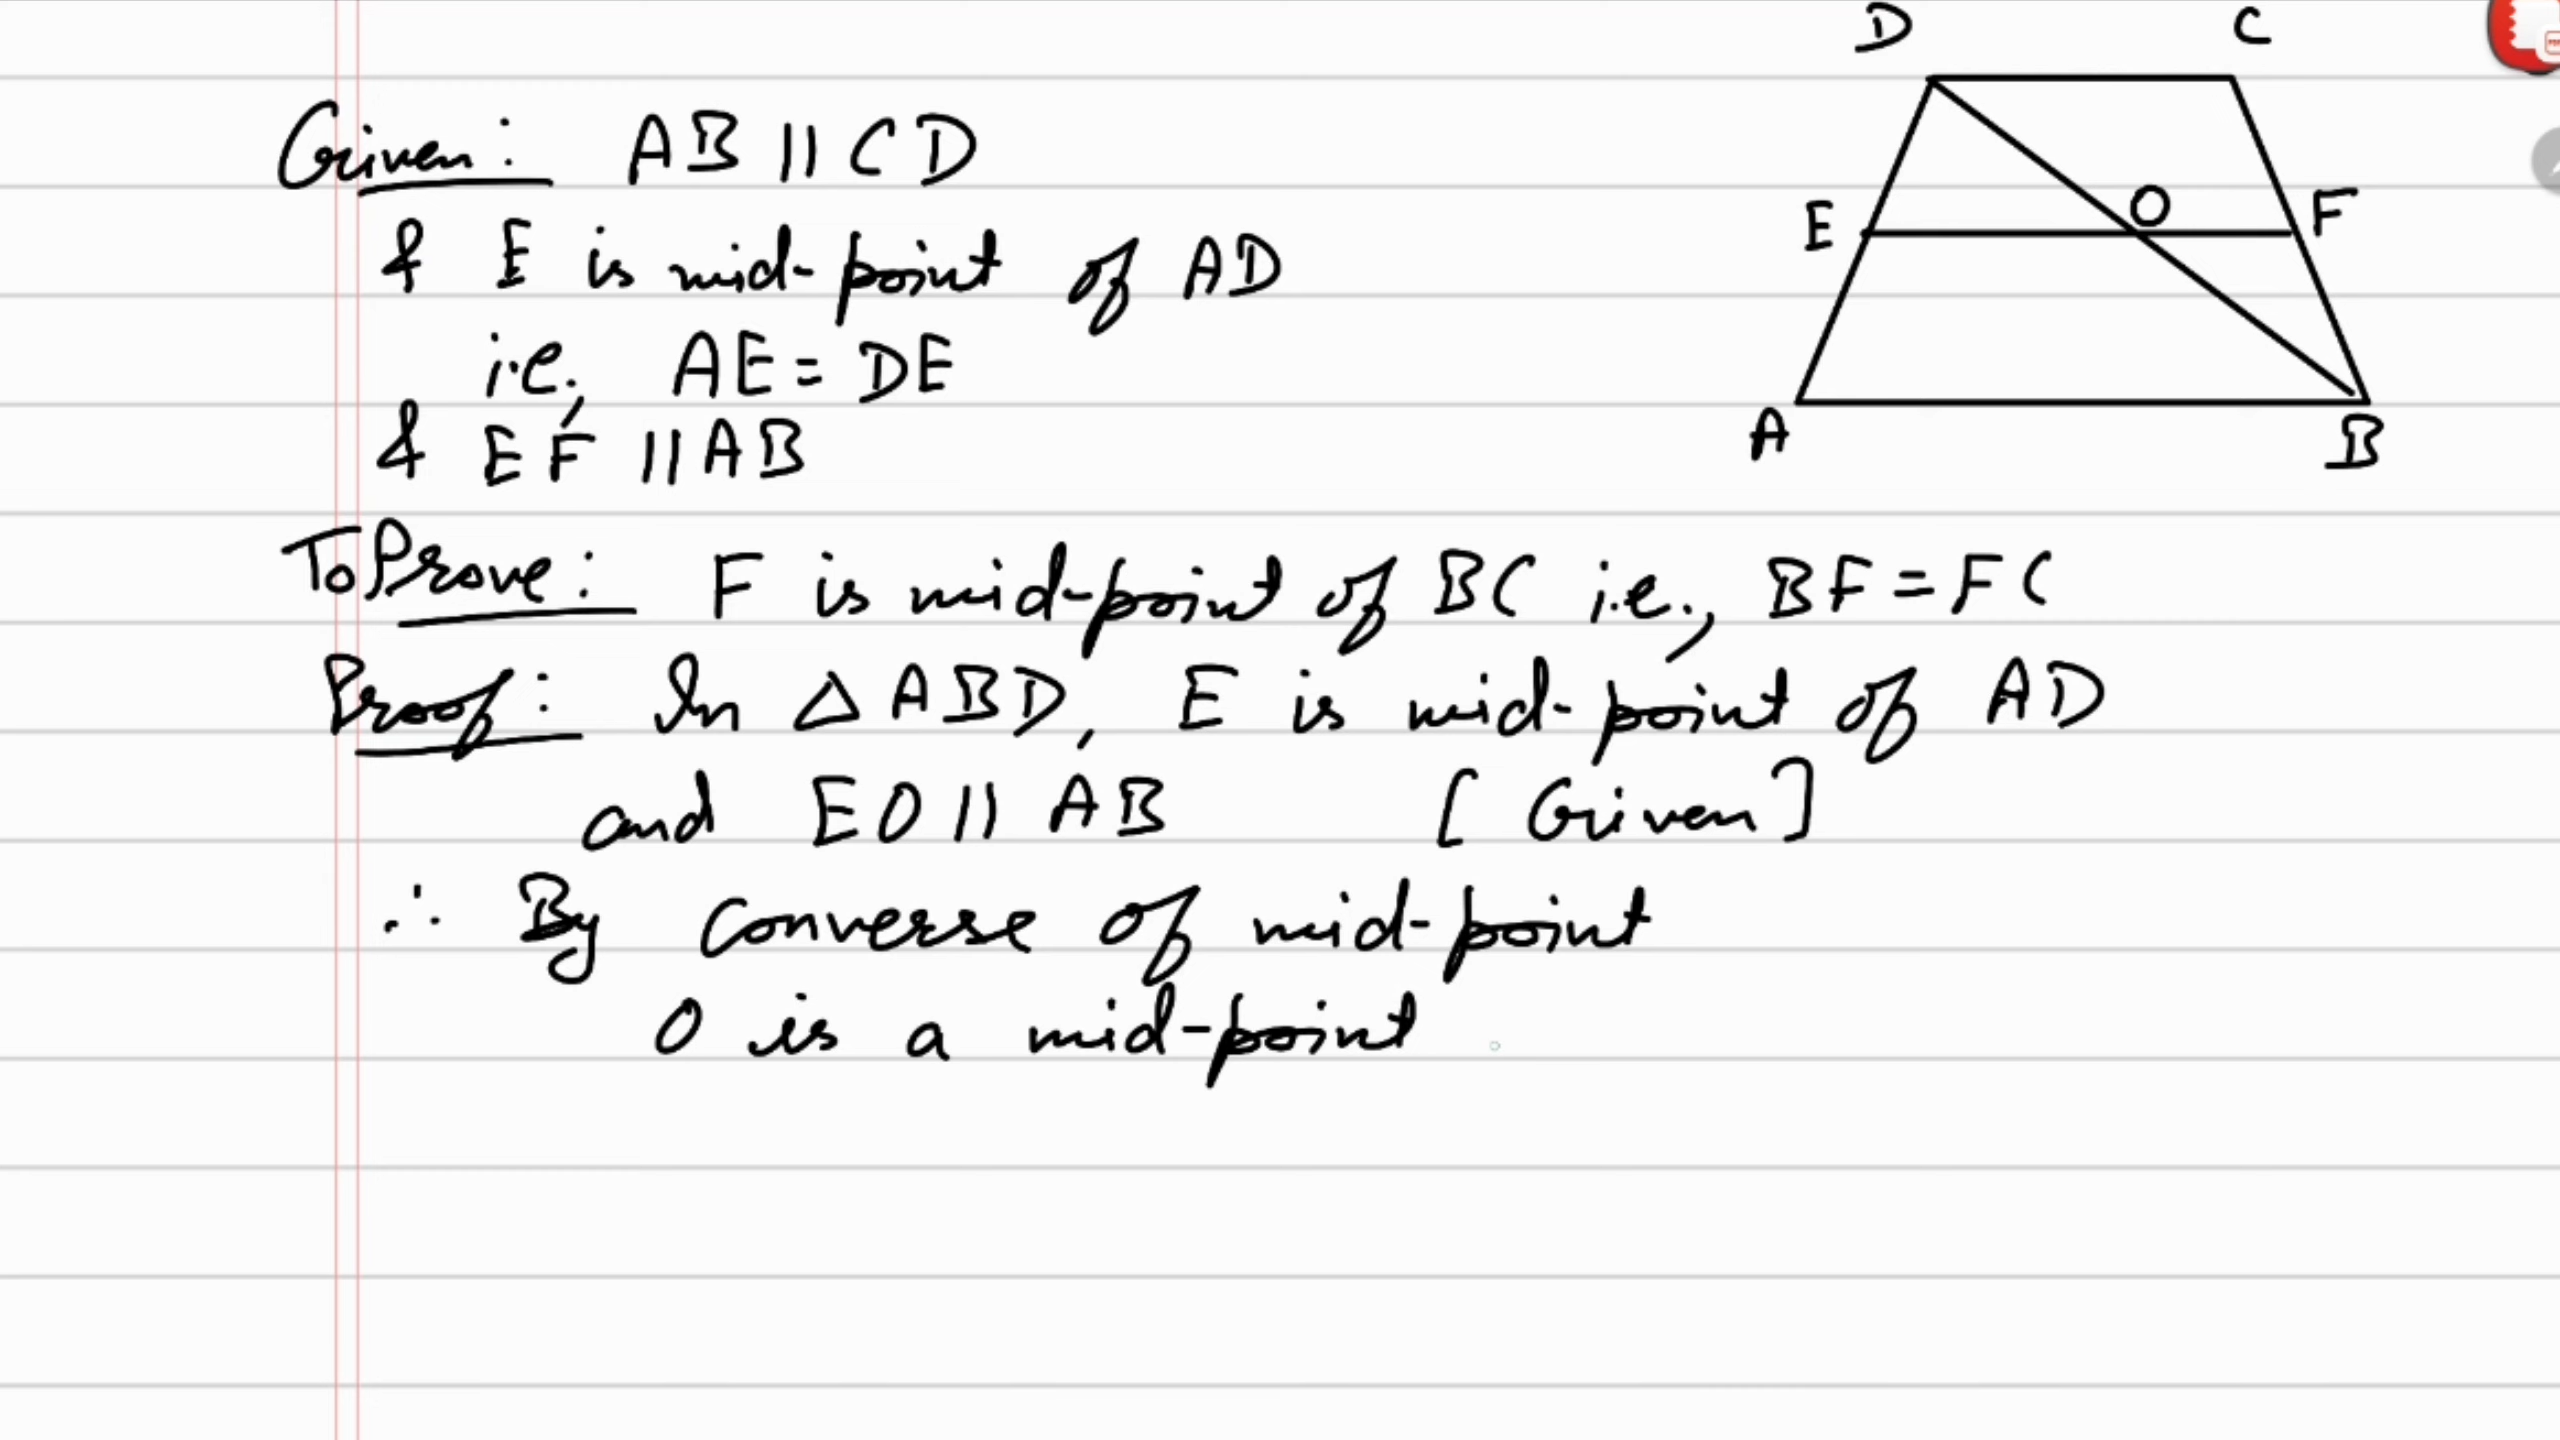 D C
Given: AB || CD
& E is mid-point of AD
E O F
i.e., AE = DE
& EF || AB
A B
To Prove: F is mid-point of BC i.e., BF = FC
Proof: In △ ABD, E is mid-point of AD
and EO || AB [Given]
∴ By converse of mid-point
O is a mid-point